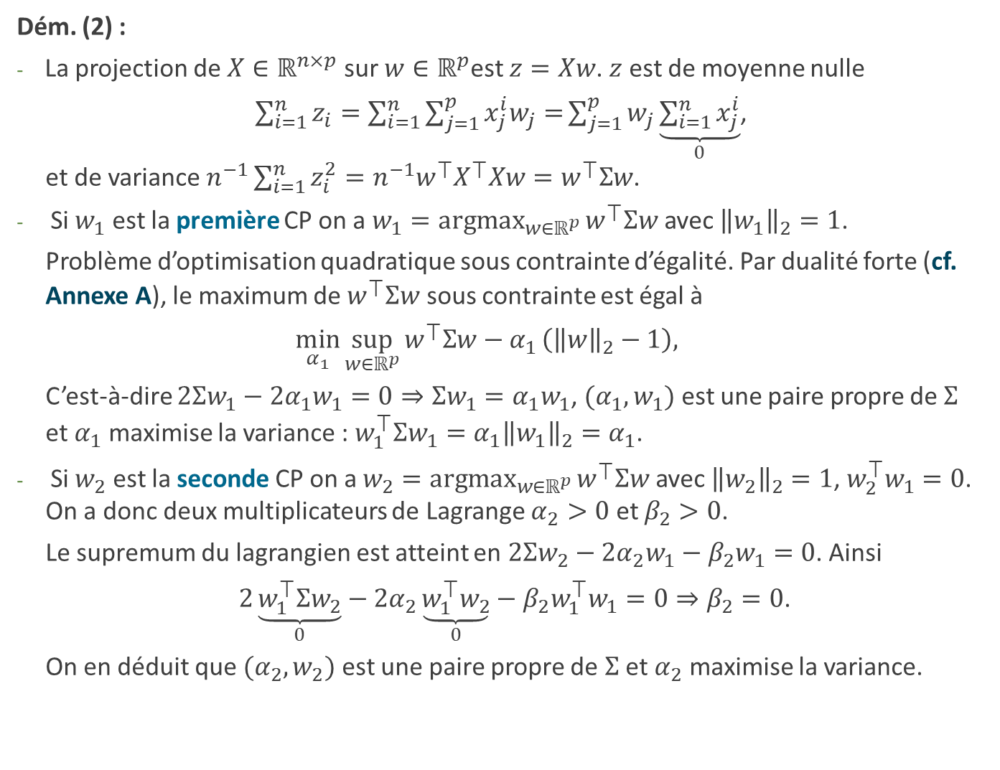 Dém. (2) :
- La projection de $X \in \mathbb{R}^{n \times p}$ sur $w \in \mathbb{R}^p$ est $z = Xw$. $z$ est de moyenne nulle
$\sum_{i=1}^{n} z_i = \sum_{i=1}^{n} \sum_{j=1}^{p} x_j^i w_j = \sum_{j=1}^{p} w_j \underbrace{\sum_{i=1}^{n} x_j^i}_{0},$
et de variance $n^{-1} \sum_{i=1}^{n} z_i^2 = n^{-1} w^\top X^\top X w = w^\top \Sigma w$.
- Si $w_1$ est la première CP on a $w_1 = \text{argmax}_{w \in \mathbb{R}^p} w^\top \Sigma w$ avec $\|w_1\|_2 = 1$.
Problème d’optimisation quadratique sous contrainte d’égalité. Par dualité forte (cf.
Annexe A), le maximum de $w^\top \Sigma w$ sous contrainte est égal à
$\min_{\alpha_1} \sup_{w \in \mathbb{R}^p} w^\top \Sigma w - \alpha_1 (\|w\|_2 - 1),$
C’est-à-dire $2\Sigma w_1 - 2\alpha_1 w_1 = 0 \Rightarrow \Sigma w_1 = \alpha_1 w_1$, $(\alpha_1, w_1)$ est une paire propre de $\Sigma$
et $\alpha_1$ maximise la variance : $w_1^\top \Sigma w_1 = \alpha_1 \|w_1\|_2 = \alpha_1$.
- Si $w_2$ est la seconde CP on a $w_2 = \text{argmax}_{w \in \mathbb{R}^p} w^\top \Sigma w$ avec $\|w_2\|_2 = 1$, $w_2^\top w_1 = 0$.
On a donc deux multiplicateurs de Lagrange $\alpha_2 > 0$ et $\beta_2 > 0$.
Le supremum du lagrangien est atteint en $2\Sigma w_2 - 2\alpha_2 w_1 - \beta_2 w_1 = 0$. Ainsi
$2 \underbrace{w_1^\top \Sigma w_2}_{0} - 2\alpha_2 \underbrace{w_1^\top w_2}_{0} - \beta_2 w_1^\top w_1 = 0 \Rightarrow \beta_2 = 0.$
On en déduit que $(\alpha_2, w_2)$ est une paire propre de $\Sigma$ et $\alpha_2$ maximise la variance.